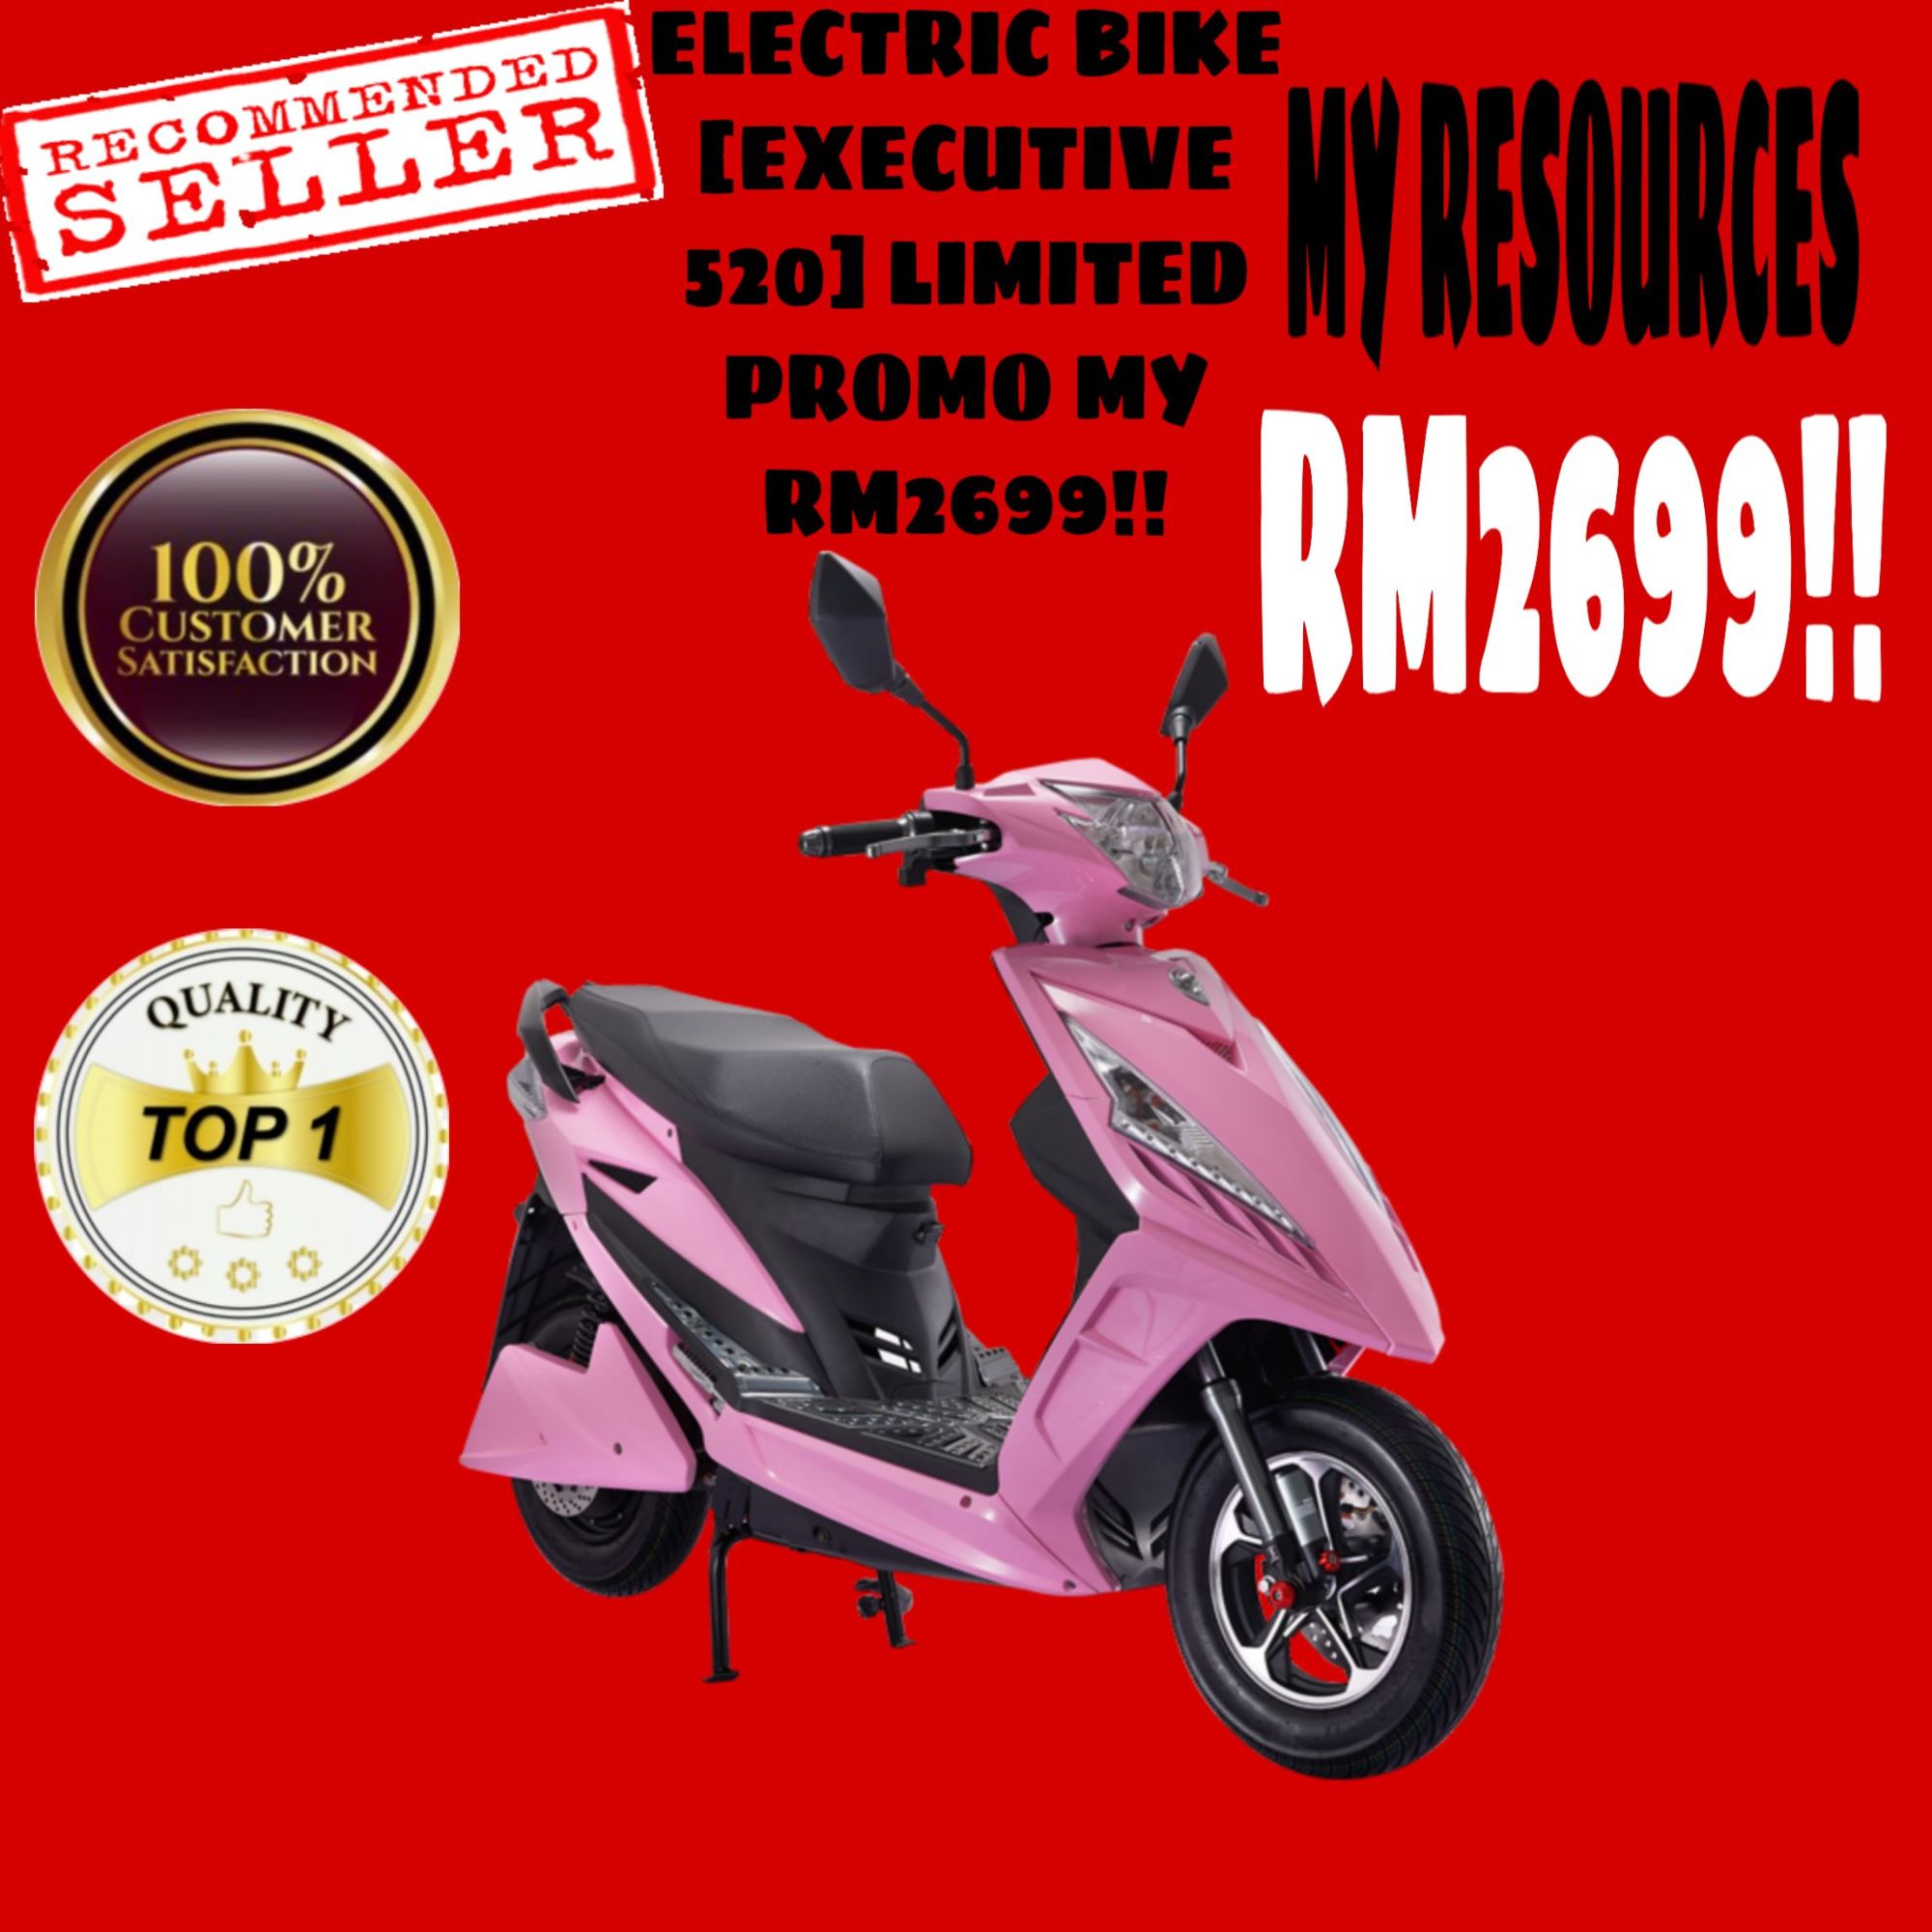 RECOMMENDED
SELLER
ELECTRIC BIKE
[EXECUTIVE
520] LIMITED
PROMO MY
RM2699!!
MY RESOURCES
RM2699!!
100%
CUSTOMER
SATISFACTION
QUALITY
TOP 1